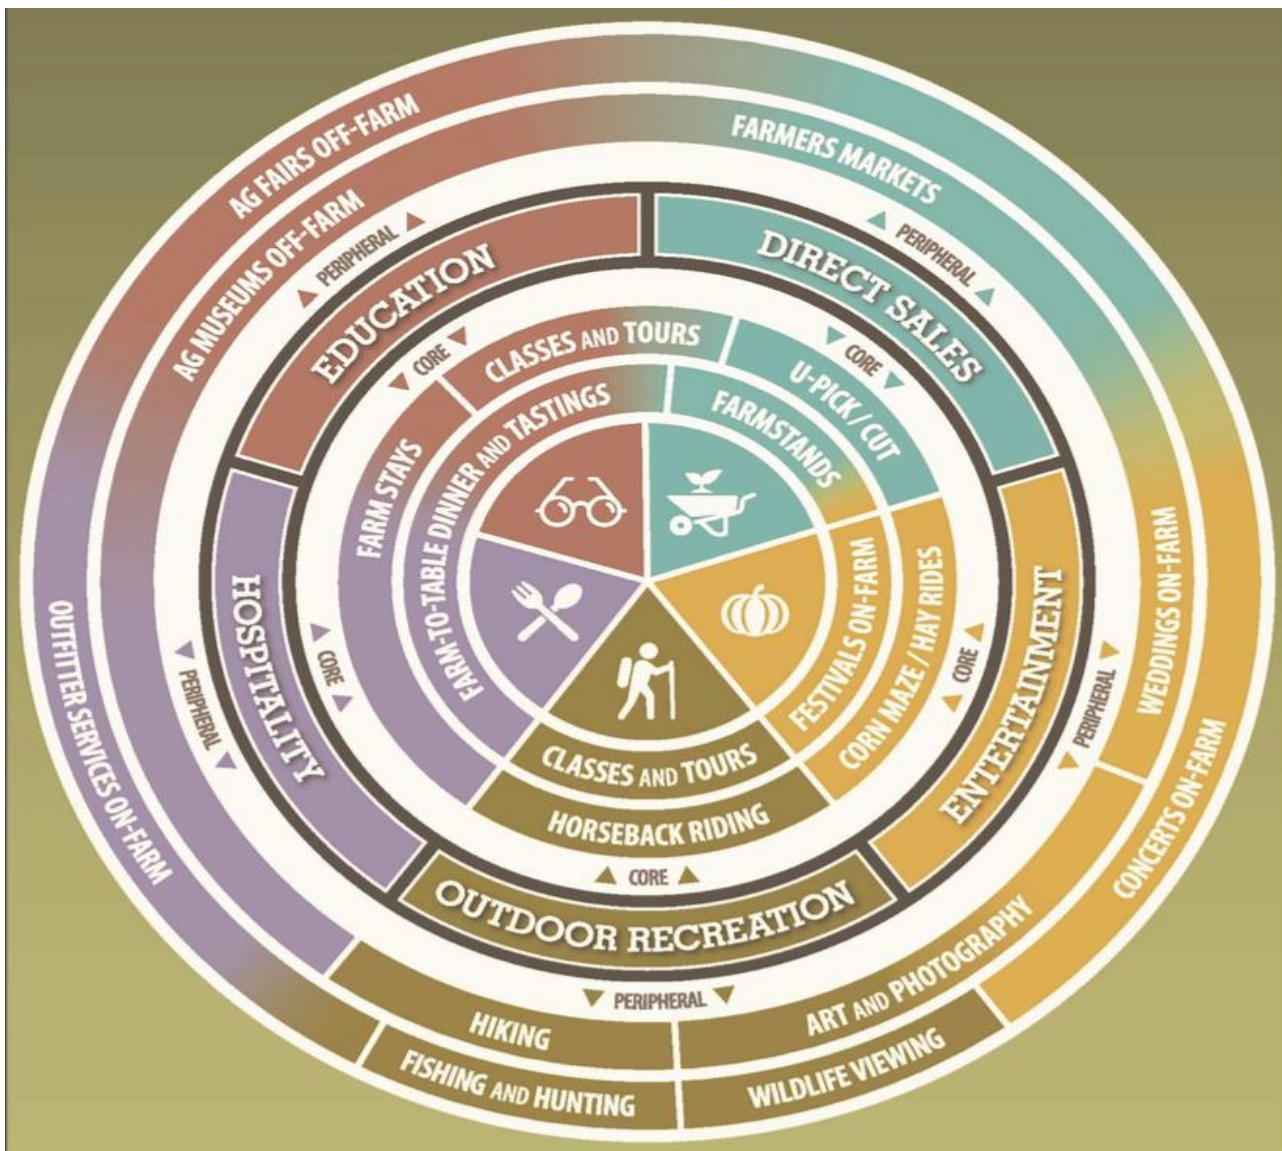 AG FAIRS OFF-FARM
AG MUSEUMS OFF-FARM
FARMERS MARKETS
PERIPHERAL
PERIPHERAL
EDUCATION
DIRECT SALES
CORE
CORE
CLASSES AND TOURS
U-PICK / CUT
FARM STAYS
FARM-TO-TABLE DINNER AND TASTINGS
FARMSTANDS
HOSPITALITY
CORE
PERIPHERAL
OUTFITTER SERVICES ON-FARM
FESTIVALS ON-FARM
CORN MAZE / HAY RIDES
CORE
ENTERTAINMENT
PERIPHERAL
WEDDINGS ON-FARM
CONCERTS ON-FARM
CLASSES AND TOURS
HORSEBACK RIDING
CORE
OUTDOOR RECREATION
PERIPHERAL
HIKING
ART AND PHOTOGRAPHY
FISHING AND HUNTING
WILDLIFE VIEWING